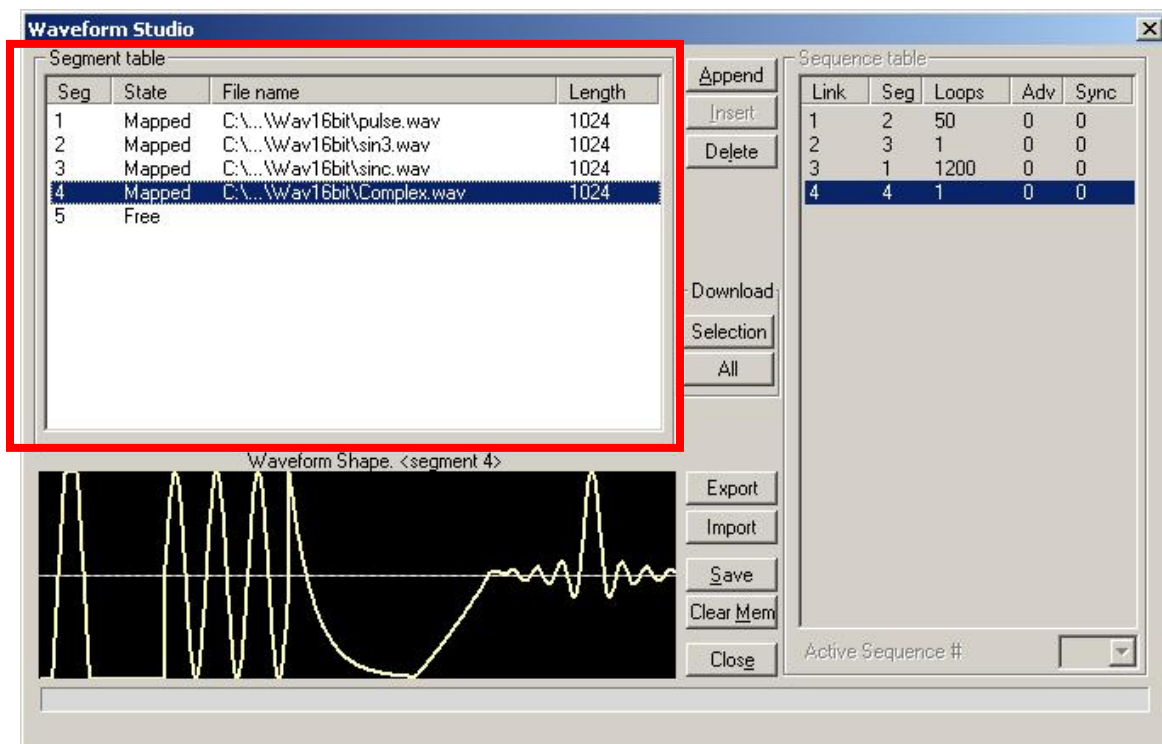 Waveform Studio
Segment table
Seg State File name Length
1 Mapped C:\...\Wav16bit\pulse.wav 1024
2 Mapped C:\...\Wav16bit\sin3.wav 1024
3 Mapped C:\...\Wav16bit\sinc.wav 1024
4 Mapped C:\...\Wav16bit\Complex.wav 1024
5 Free
Append
Insert
Delete
Download
Selection
All
Sequence table
Link Seg Loops Adv Sync
1 2 50 0 0
2 3 1 0 0
3 1 1200 0 0
4 4 1 0 0
Waveform Shape. <segment 4>
Export
Import
Save
Clear Mem
Close
Active Sequence #